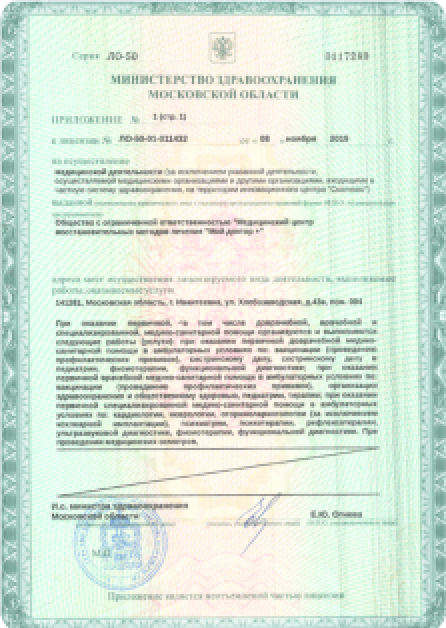 Серия ЛО-50
МИНИСТЕРСТВО ЗДРАВООХРАНЕНИЯ
МОСКОВСКОЙ ОБЛАСТИ
ПРИЛОЖЕНИЕ № 1 (стр. 1)
к лицензии № ЛО-50-01-011432 от « 08 » ноября
на осуществление
медицинской деятельности (за исключением указанной деятельности,
осуществляемой медицинскими организациями и другими организациями, входящими в
частную систему здравоохранения, на территории инновационного центра "Сколково")
выданной
Общество с ограниченной ответственностью "Медицинский центр
восстановительных методов лечения "Мой доктор +"
адреса мест осуществления лицензируемого вида деятельности, выполняемые
работы, оказываемые услуги
141281, Московская область, г. Ивантеевка, ул. Хлебозаводская, д.43а, пом. 004
При оказании первичной, в том числе доврачебной, врачебной и
специализированной, медико-санитарной помощи организуются и выполняются
следующие работы (услуги): при оказании первичной доврачебной медико-
санитарной помощи в амбулаторных условиях по: вакцинации (проведению
профилактических прививок), сестринскому делу, сестринскому делу в
педиатрии, физиотерапии, функциональной диагностике; при оказании
первичной врачебной медико-санитарной помощи в амбулаторных условиях по:
вакцинации (проведению профилактических прививок), организации
здравоохранения и общественному здоровью, педиатрии, терапии; при оказании
первичной специализированной медико-санитарной помощи в амбулаторных
условиях по: кардиологии, неврологии, оториноларингологии (за исключением
кохлеарной имплантации), психиатрии, психотерапии, рефлексотерапии,
ультразвуковой диагностике, физиотерапии, функциональной диагностике. При
проведении медицинских осмотров,
И.о. министра здравоохранения
Московской области Е.Ю.
М.П.
Приложение является неотъемлемой частью лицензии